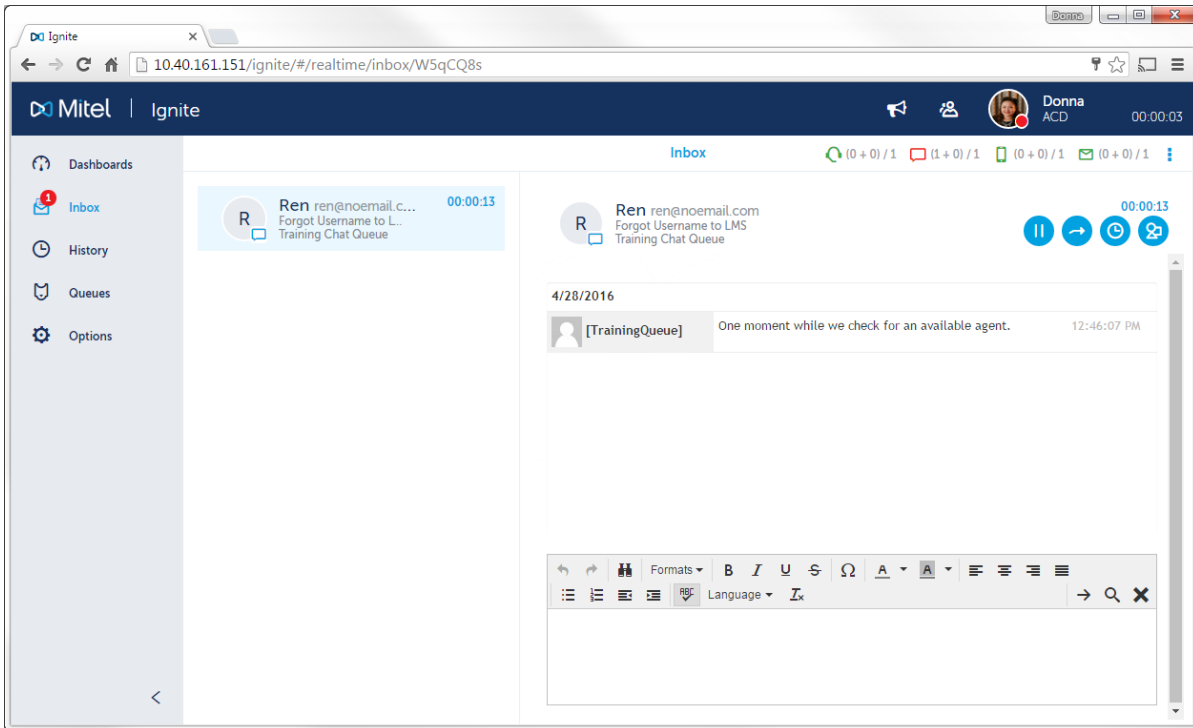 Donna
Ignite
10.40.161.151/ignite/#/realtime/inbox/W5qCQ8s
Mitel | Ignite
Donna
ACD
00:00:03
Dashboards
Inbox
1
History
Queues
Options
Inbox
(0 + 0) / 1 (1 + 0) / 1 (0 + 0) / 1 (0 + 0) / 1
R
Ren ren@noemail.c... 00:00:13
Forgot Username to L..
Training Chat Queue
R
Ren ren@noemail.com
Forgot Username to LMS
Training Chat Queue
00:00:13
4/28/2016
[TrainingQueue] One moment while we check for an available agent. 12:46:07 PM
Formats B I U S Ω A A
ABC Language Tx